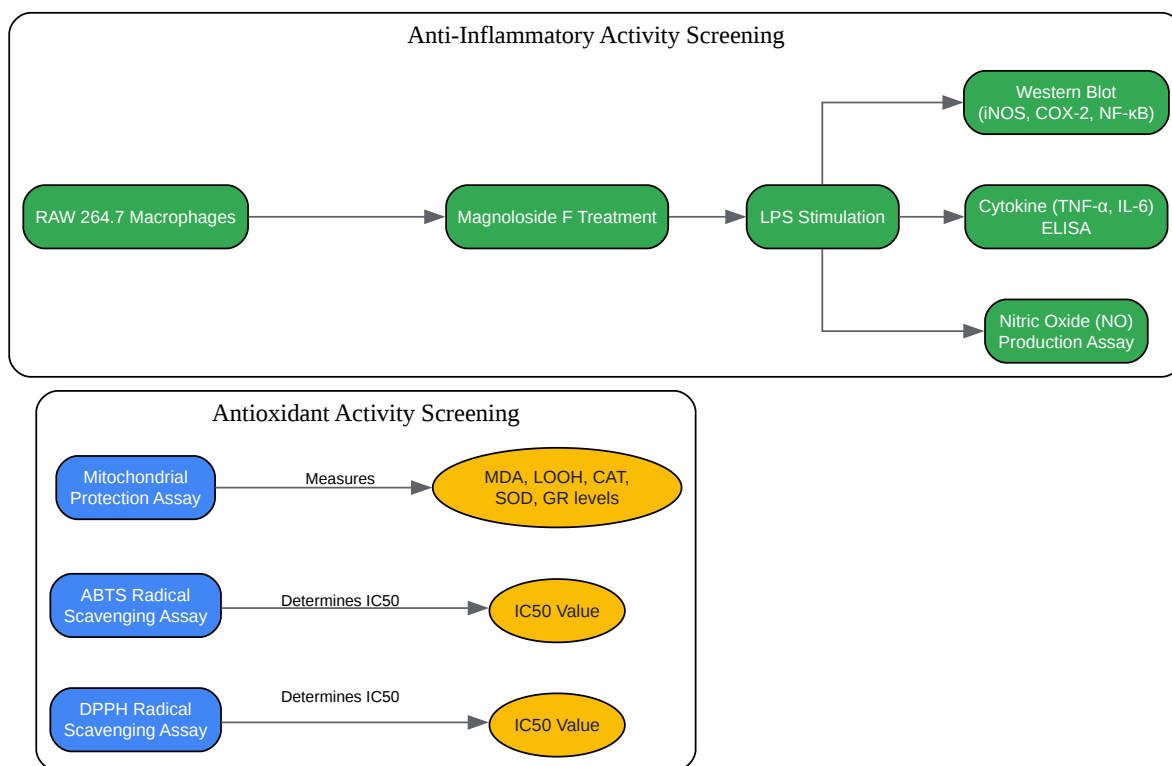 Anti-Inflammatory Activity Screening
Western Blot
(iNOS, COX-2, NF-κB)
RAW 264.7 Macrophages
Magnoloside F Treatment
LPS Stimulation
Cytokine (TNF-α, IL-6)
ELISA
Nitric Oxide (NO)
Production Assay
Antioxidant Activity Screening
Mitochondrial
Protection Assay
Measures
MDA, LOOH, CAT,
SOD, GR levels
ABTS Radical
Scavenging Assay
Determines IC50
IC50 Value
DPPH Radical
Scavenging Assay
Determines IC50
IC50 Value